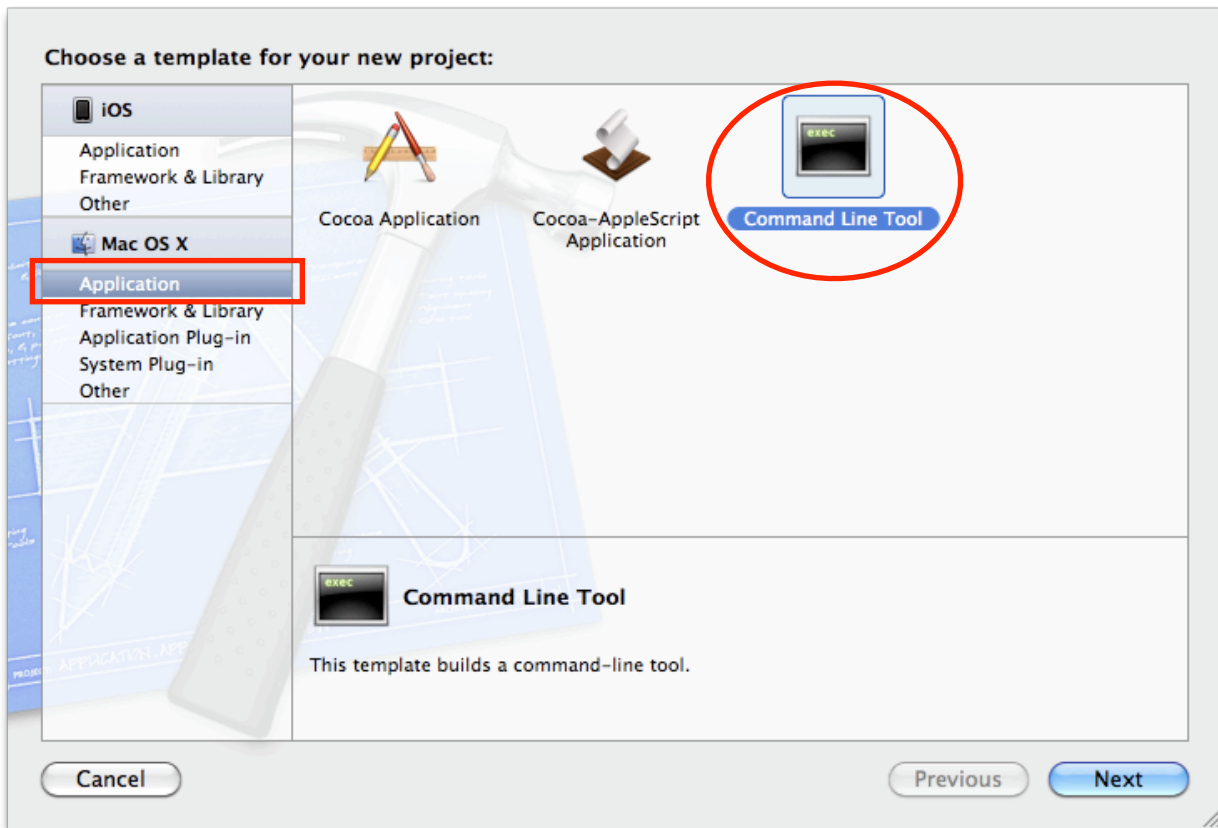 Choose a template for your new project:
iOS
Application
Framework & Library
Other
Mac OS X
Application
Framework & Library
Application Plug-in
System Plug-in
Other
Cocoa Application
Cocoa-AppleScript
Application
exec
Command Line Tool
exec
Command Line Tool
This template builds a command-line tool.
Cancel
Previous
Next